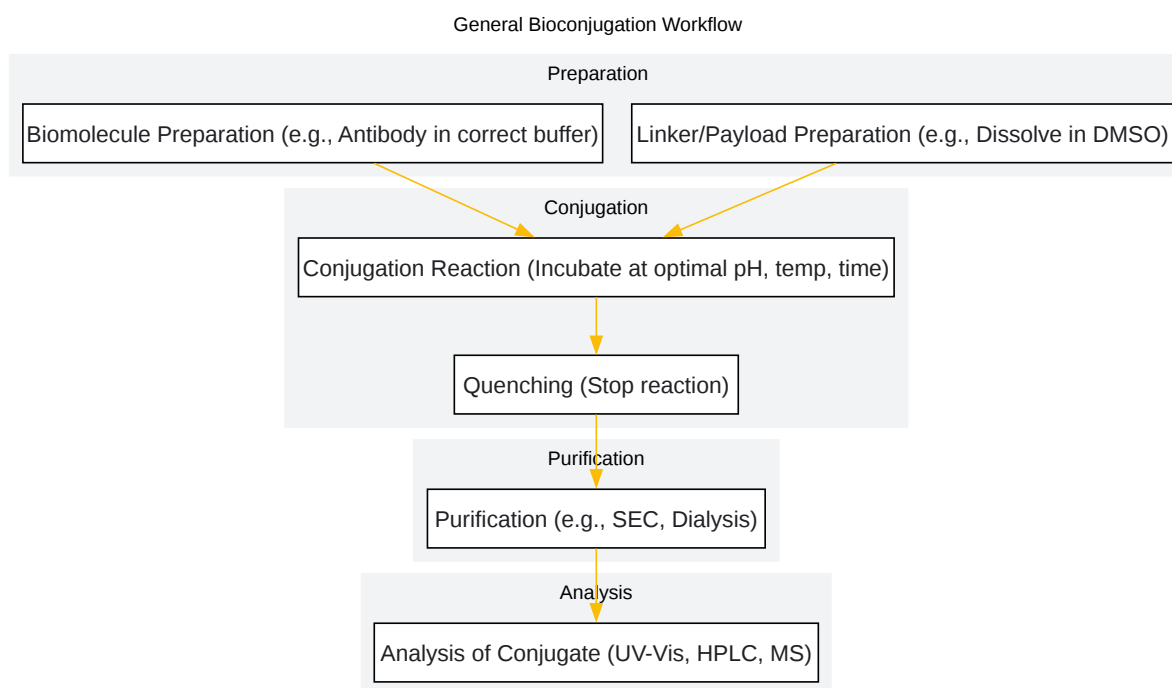 General Bioconjugation Workflow
Preparation
Biomolecule Preparation (e.g., Antibody in correct buffer)
Linker/Payload Preparation (e.g., Dissolve in DMSO)
Conjugation
Conjugation Reaction (Incubate at optimal pH, temp, time)
Quenching (Stop reaction)
Purification
Purification (e.g., SEC, Dialysis)
Analysis
Analysis of Conjugate (UV-Vis, HPLC, MS)